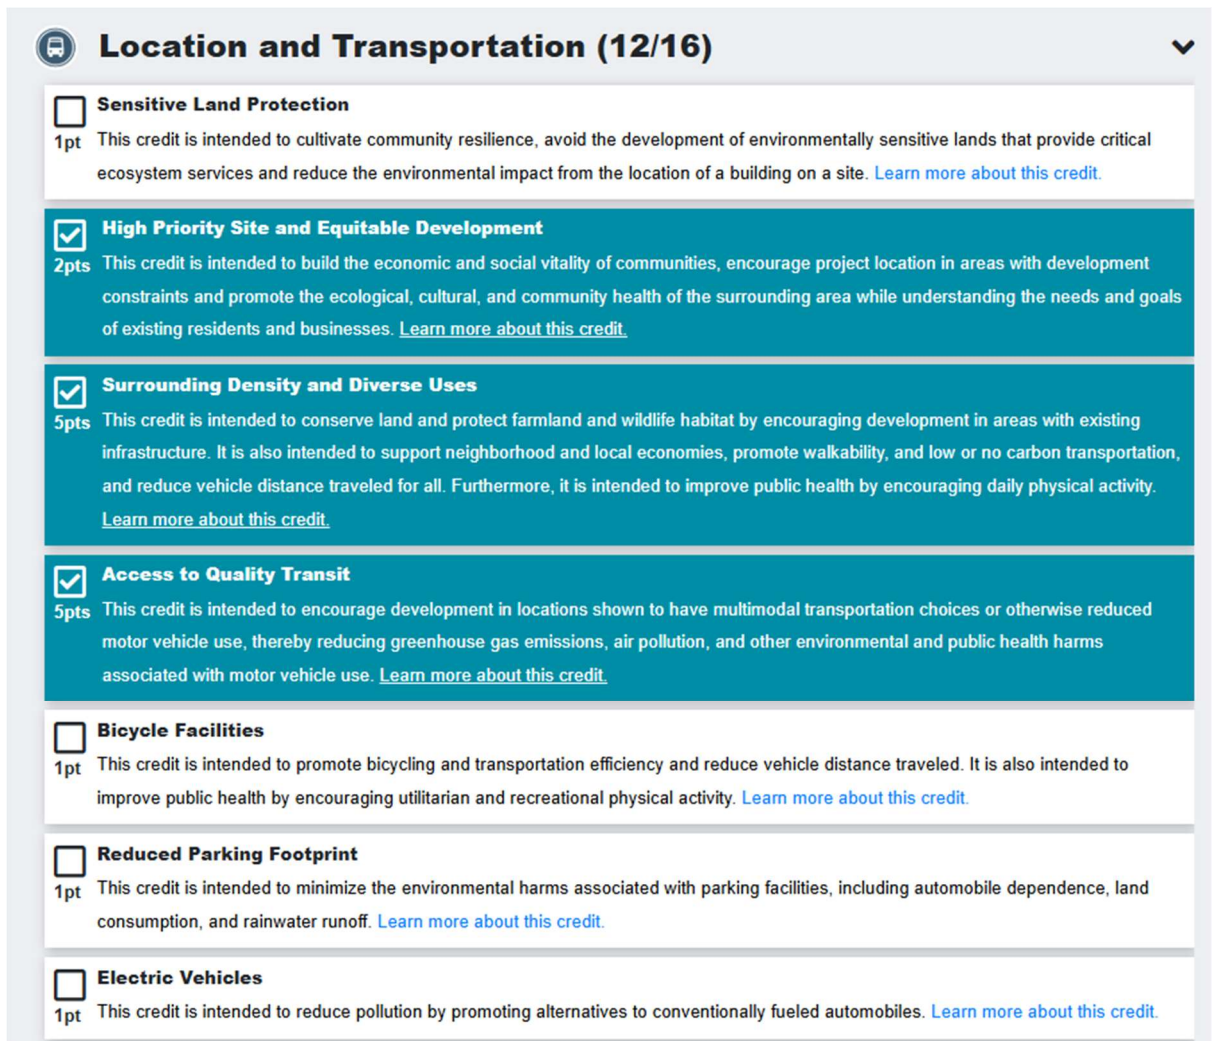 Location and Transportation (12/16)
Sensitive Land Protection
1pt This credit is intended to cultivate community resilience, avoid the development of environmentally sensitive lands that provide critical
ecosystem services and reduce the environmental impact from the location of a building on a site. Learn more about this credit.
High Priority Site and Equitable Development
2pts This credit is intended to build the economic and social vitality of communities, encourage project location in areas with development
constraints and promote the ecological, cultural, and community health of the surrounding area while understanding the needs and goals
of existing residents and businesses. Learn more about this credit.
Surrounding Density and Diverse Uses
5pts This credit is intended to conserve land and protect farmland and wildlife habitat by encouraging development in areas with existing
infrastructure. It is also intended to support neighborhood and local economies, promote walkability, and low or no carbon transportation,
and reduce vehicle distance traveled for all. Furthermore, it is intended to improve public health by encouraging daily physical activity.
Learn more about this credit.
Access to Quality Transit
5pts This credit is intended to encourage development in locations shown to have multimodal transportation choices or otherwise reduced
motor vehicle use, thereby reducing greenhouse gas emissions, air pollution, and other environmental and public health harms
associated with motor vehicle use. Learn more about this credit.
Bicycle Facilities
1pt This credit is intended to promote bicycling and transportation efficiency and reduce vehicle distance traveled. It is also intended to
improve public health by encouraging utilitarian and recreational physical activity. Learn more about this credit.
Reduced Parking Footprint
1pt This credit is intended to minimize the environmental harms associated with parking facilities, including automobile dependence, land
consumption, and rainwater runoff. Learn more about this credit.
Electric Vehicles
1pt This credit is intended to reduce pollution by promoting alternatives to conventionally fueled automobiles. Learn more about this credit.